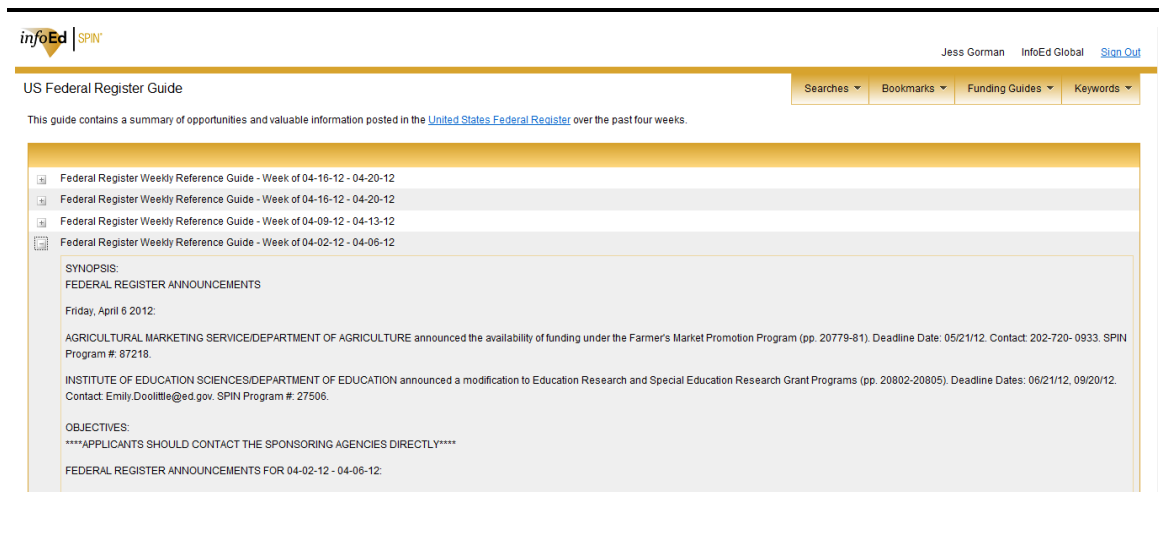 infoEd SPIN
Jess Gorman InfoEd Global Sign Out
US Federal Register Guide
Searches Bookmarks Funding Guides Keywords
This guide contains a summary of opportunities and valuable information posted in the United States Federal Register over the past four weeks.
Federal Register Weekly Reference Guide - Week of 04-16-12 - 04-20-12
Federal Register Weekly Reference Guide - Week of 04-16-12 - 04-20-12
Federal Register Weekly Reference Guide - Week of 04-09-12 - 04-13-12
Federal Register Weekly Reference Guide - Week of 04-02-12 - 04-06-12
SYNOPSIS:
FEDERAL REGISTER ANNOUNCEMENTS
Friday, April 6 2012:
AGRICULTURAL MARKETING SERVICE/DEPARTMENT OF AGRICULTURE announced the availability of funding under the Farmer's Market Promotion Program (pp. 20779-81). Deadline Date: 05/21/12. Contact: 202-720- 0933. SPIN
Program #: 87218.
INSTITUTE OF EDUCATION SCIENCES/DEPARTMENT OF EDUCATION announced a modification to Education Research and Special Education Research Grant Programs (pp. 20802-20805). Deadline Dates: 06/21/12, 09/20/12.
Contact: Emily.Doolittle@ed.gov. SPIN Program #: 27506.
OBJECTIVES:
****APPLICANTS SHOULD CONTACT THE SPONSORING AGENCIES DIRECTLY****
FEDERAL REGISTER ANNOUNCEMENTS FOR 04-02-12 - 04-06-12: